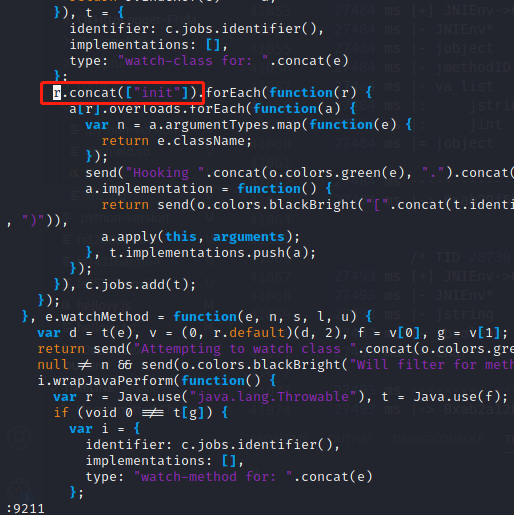 }), t = {
identifier: c.jobs.identifier(),
implementations: [],
type: "watch-class for: ".concat(e)
};
r.concat(["init"]).forEach(function(r) {
a[r].overloads.forEach(function(a) {
var n = a.argumentTypes.map(function(e) {
return e.className;
});
send("Hooking ".concat(o.colors.green(e), ".").concat(
a.implementation = function() {
return send(o.colors.blackBright("[".concat(t.identi
, ")")),
a.apply(this, arguments);
}, t.implementations.push(a);
});
}), c.jobs.add(t);
});
}, e.watchMethod = function(e, n, s, l, u) {
var d = t(e), v = (0, r.default)(d, 2), f = v[0], g = v[1];
return send("Attempting to watch class ".concat(o.colors.gre
null ≠ n && send(o.colors.blackBright("Will filter for meth
i.wrapJavaPerform(function() {
var r = Java.use("java.lang.Throwable"), t = Java.use(f);
if (void 0 ≢ t[g]) {
var i = {
identifier: c.jobs.identifier(),
implementations: [],
type: "watch-method for: ".concat(e)
};
:9211